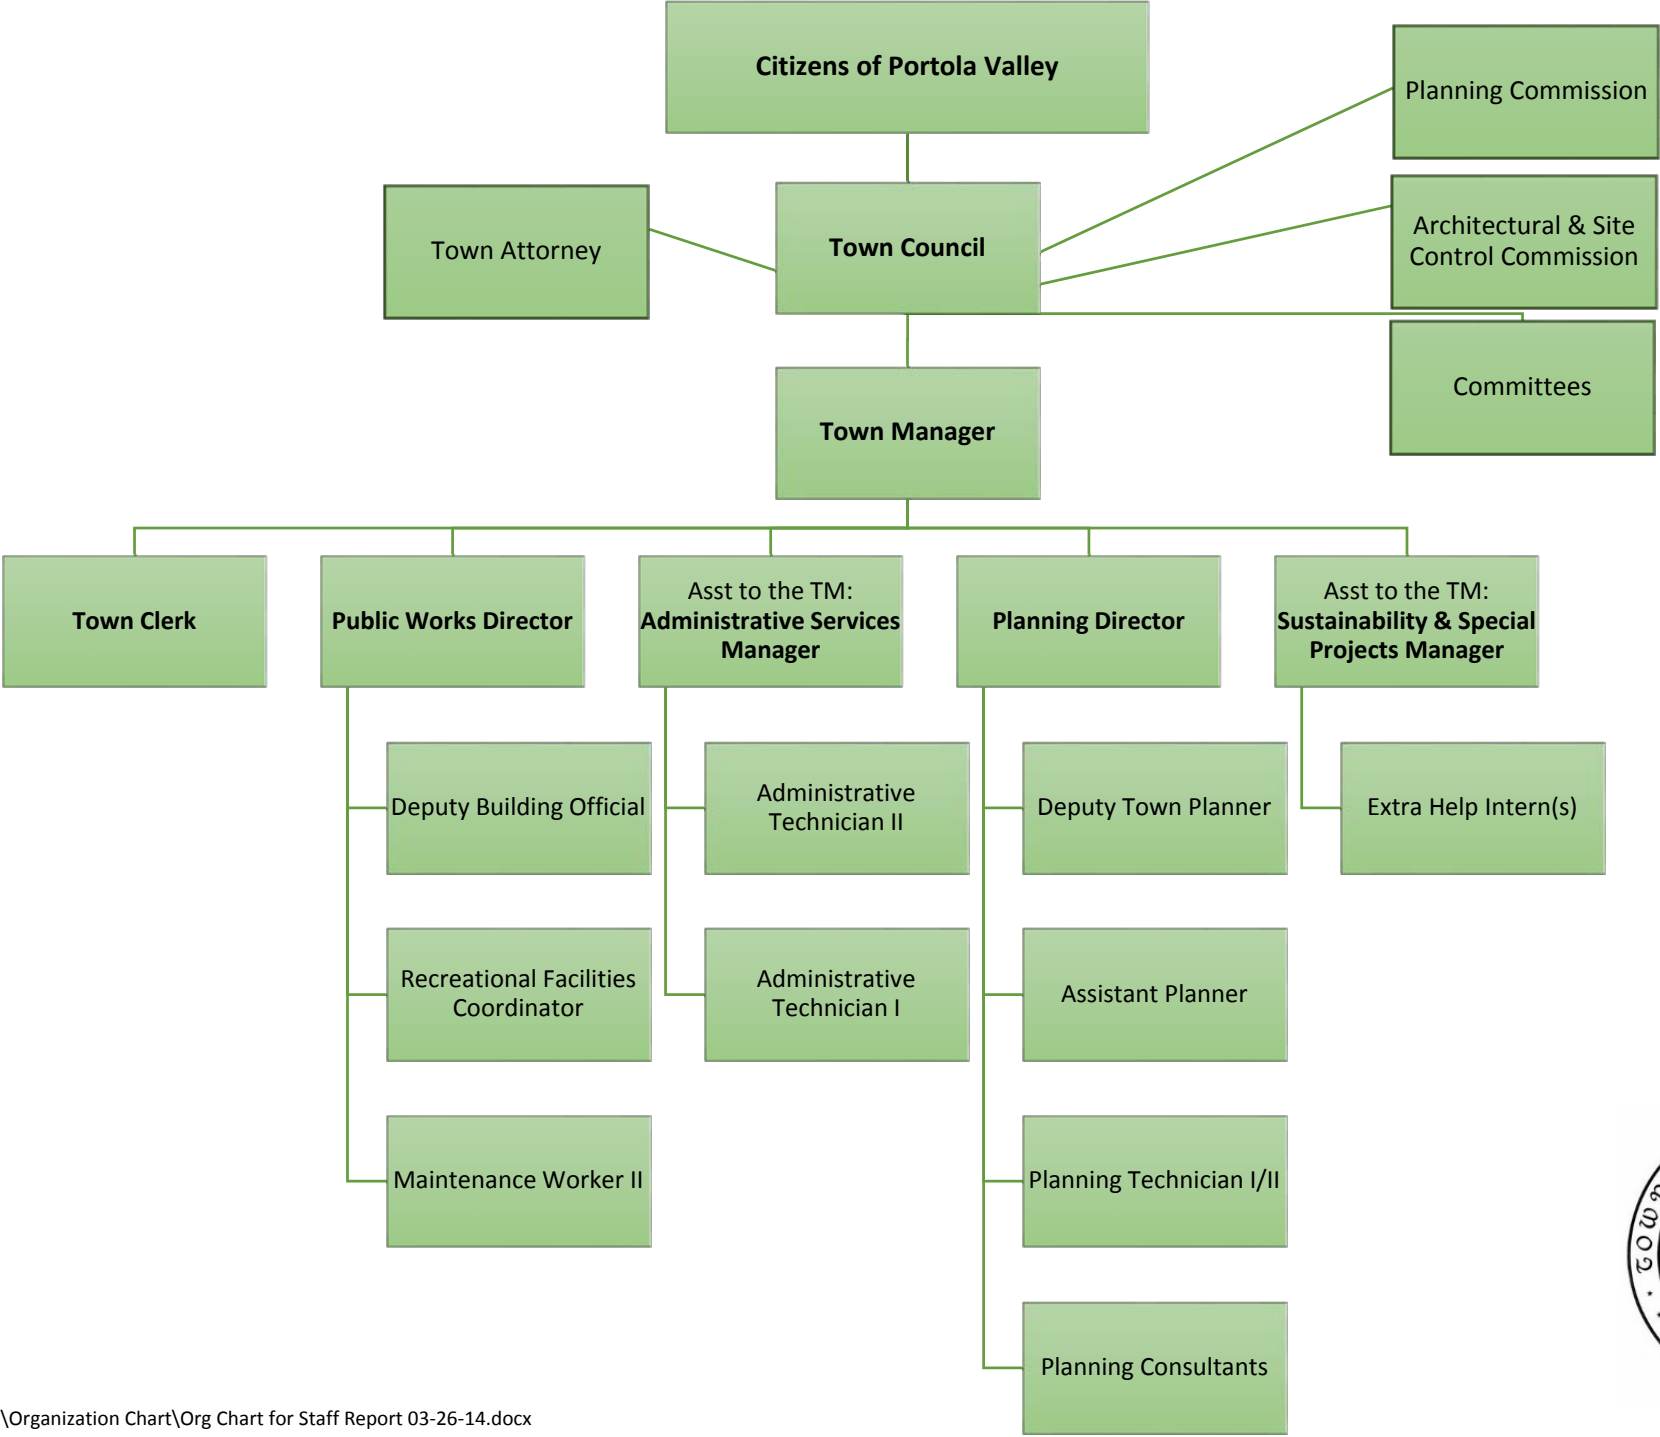 Citizens of Portola Valley
Planning Commission
Town Attorney
Town Council
Architectural & Site
Control Commission
Town Manager
Committees
Town Clerk
Public Works Director
Asst to the TM:
Administrative Services
Manager
Planning Director
Asst to the TM:
Sustainability & Special
Projects Manager
Deputy Building Official
Administrative
Technician II
Deputy Town Planner
Extra Help Intern(s)
Recreational Facilities
Coordinator
Administrative
Technician I
Assistant Planner
Maintenance Worker II
Planning Technician I/II
Planning Consultants
\Organization Chart\Org Chart for Staff Report 03-26-14.docx